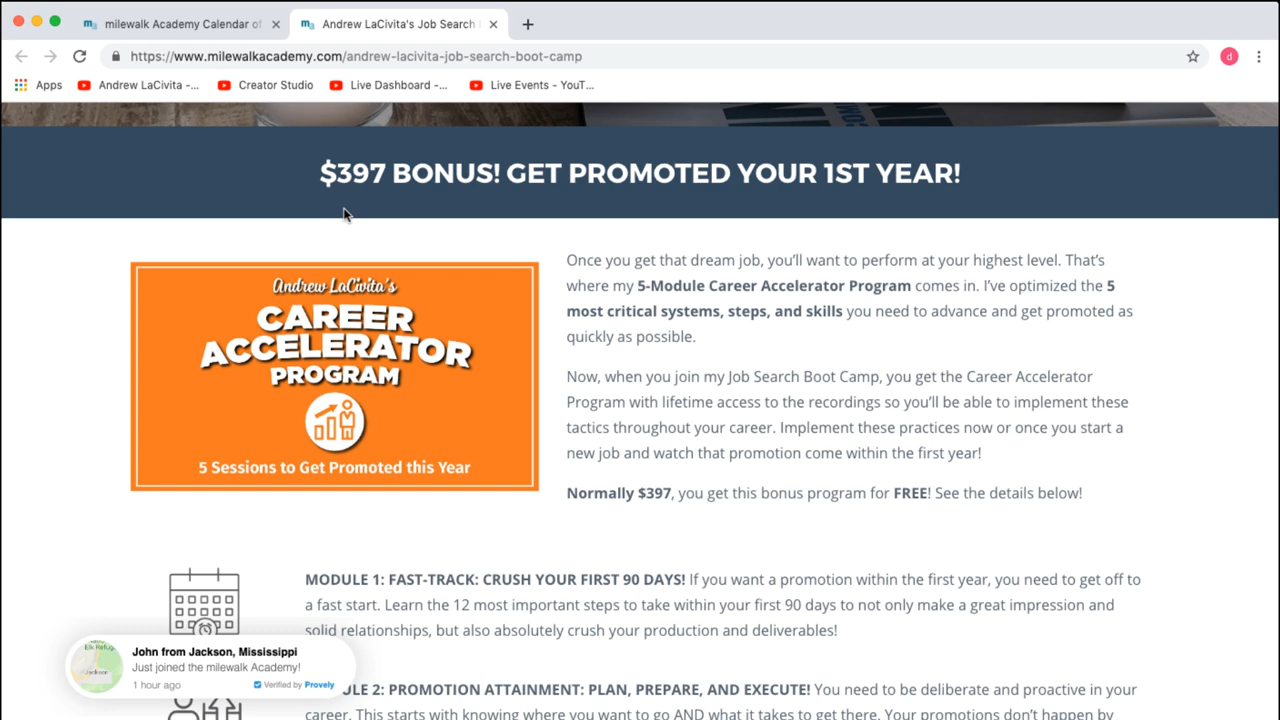 milewalk Academy Calendar of
Andrew LaCivita's Job Search
https://www.milewalkacademy.com/andrew-lacivita-job-search-boot-camp
d
Apps
Andrew LaCivita -...
Creator Studio
Live Dashboard -...
Live Events - YouT...
$397 BONUS! GET PROMOTED YOUR 1ST YEAR!
Andrew LaCivita's
CAREER
ACCELERATOR
PROGRAM
5 Sessions to Get Promoted this Year
Once you get that dream job, you'll want to perform at your highest level. That's
where my 5-Module Career Accelerator Program comes in. I've optimized the 5
most critical systems, steps, and skills you need to advance and get promoted as
quickly as possible.
Now, when you join my Job Search Boot Camp, you get the Career Accelerator
Program with lifetime access to the recordings so you'll be able to implement these
tactics throughout your career. Implement these practices now or once you start a
new job and watch that promotion come within the first year!
Normally $397, you get this bonus program for FREE! See the details below!
MODULE 1: FAST-TRACK: CRUSH YOUR FIRST 90 DAYS! If you want a promotion within the first year, you need to get off to
a fast start. Learn the 12 most important steps to take within your first 90 days to not only make a great impression and
solid relationships, but also absolutely crush your production and deliverables!
John from Jackson, Mississippi
Just joined the milewalk Academy!
1 hour ago
Verified by Provely
Jackson
ULE 2: PROMOTION ATTAINMENT: PLAN, PREPARE, AND EXECUTE! You need to be deliberate and proactive in your
career. This starts with knowing where you want to go AND what it takes to get there. Your promotions don't happen by